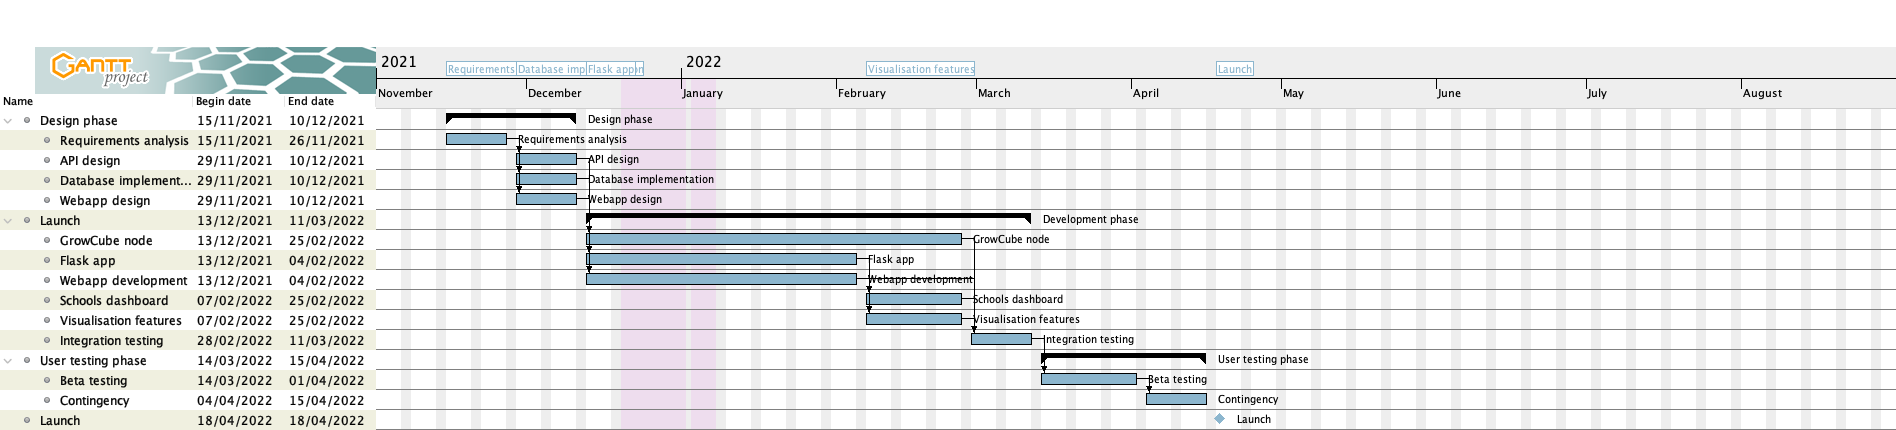 GANTT
project
2021
2022
Requirements Database imp Flask app
Visualisation features
Launch
November December January February March April May June July August
Name Begin date End date
Design phase 15/11/2021 10/12/2021 Design phase
Requirements analysis 15/11/2021 26/11/2021 Requirements analysis
API design 29/11/2021 10/12/2021 API design
Database implement... 29/11/2021 10/12/2021 Database implementation
Webapp design 29/11/2021 10/12/2021 Webapp design
Launch 13/12/2021 11/03/2022 Development phase
GrowCube node 13/12/2021 25/02/2022 GrowCube node
Flask app 13/12/2021 04/02/2022 Flask app
Webapp development 13/12/2021 04/02/2022 Webapp development
Schools dashboard 07/02/2022 25/02/2022 Schools dashboard
Visualisation features 07/02/2022 25/02/2022 Visualisation features
Integration testing 28/02/2022 11/03/2022 Integration testing
User testing phase 14/03/2022 15/04/2022 User testing phase
Beta testing 14/03/2022 01/04/2022 Beta testing
Contingency 04/04/2022 15/04/2022 Contingency
Launch 18/04/2022 18/04/2022 Launch